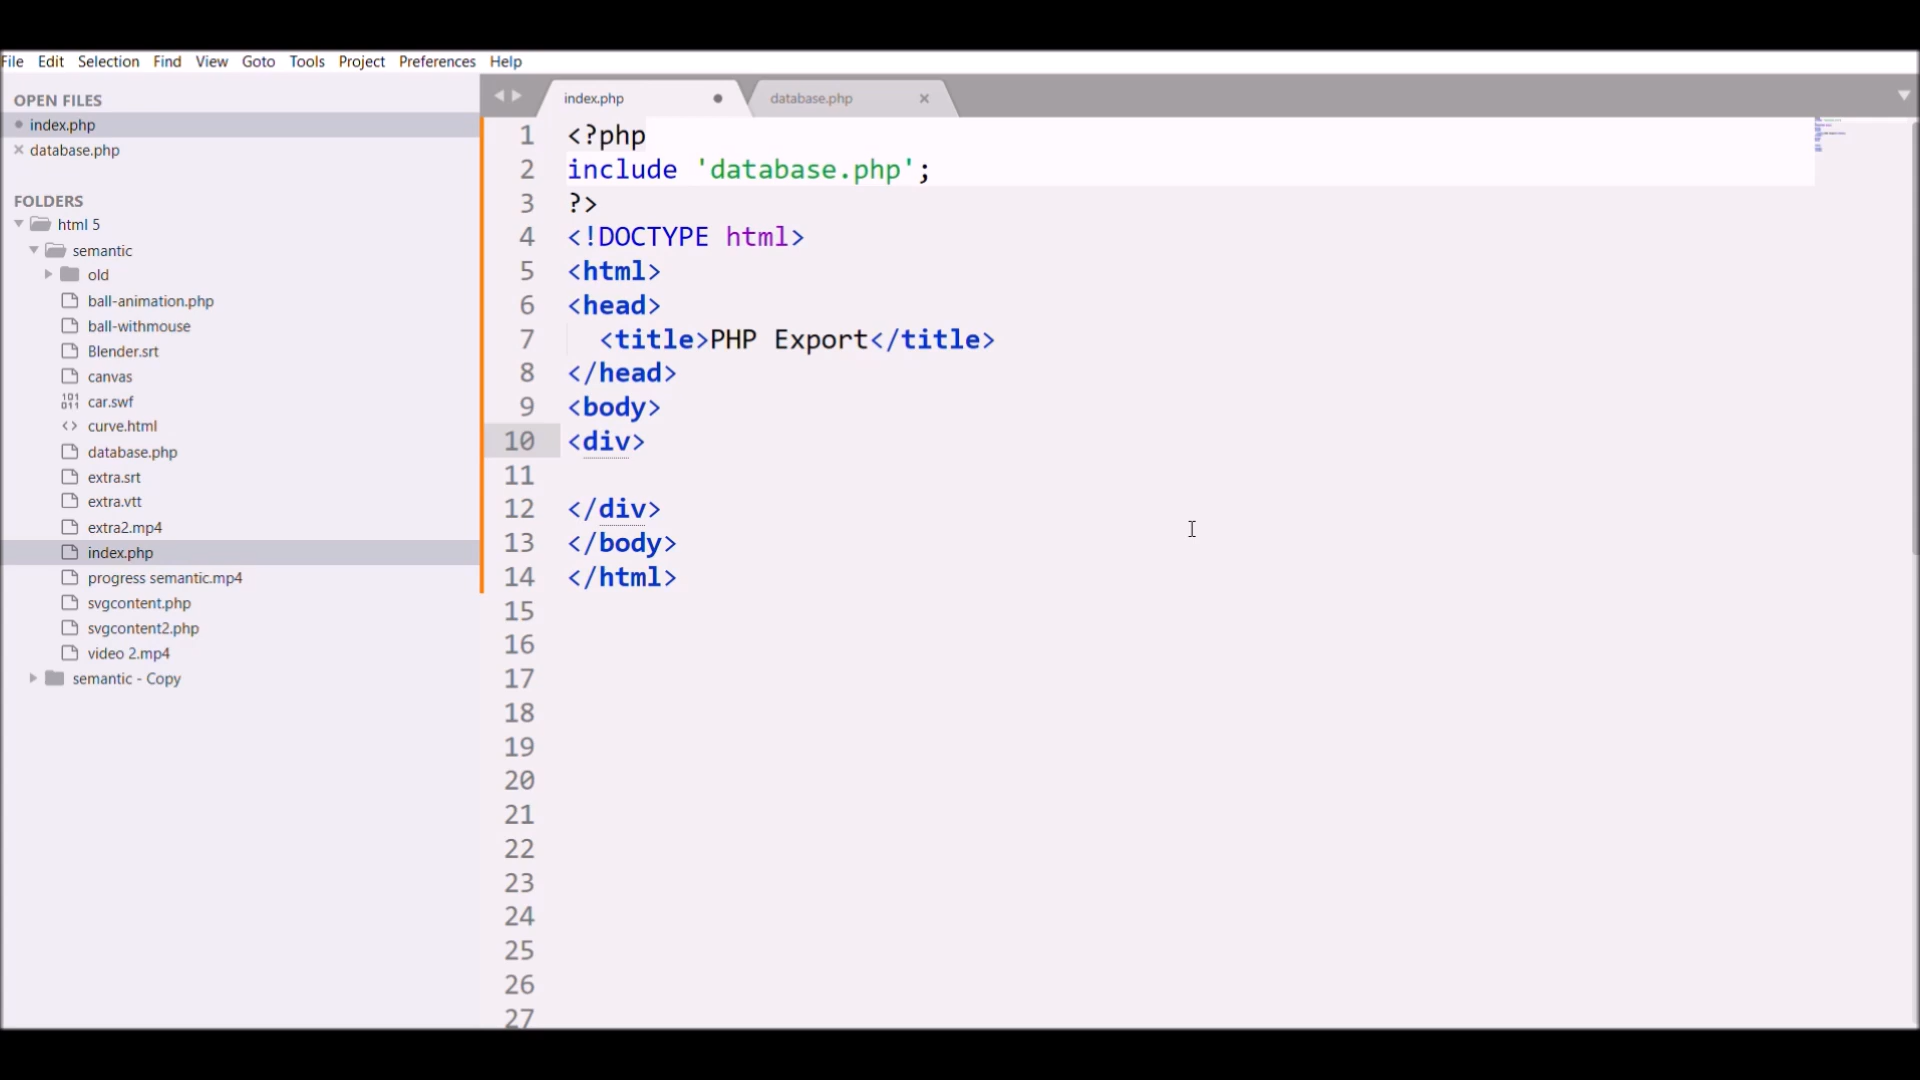 File Edit Selection Find View Goto Tools Project Preferences Help
OPEN FILES
index.php
database.php
FOLDERS
html 5
semantic
old
ball-animation.php
ball-withmouse
Blender.srt
canvas
car.swf
curve.html
database.php
extra.srt
extra.vtt
extra2.mp4
index.php
progress semantic.mp4
svgcontent.php
svgcontent2.php
video 2.mp4
semantic - Copy
index.php database.php
1 <?php
2 include 'database.php';
3 ?>
4 <!DOCTYPE html>
5 <html>
6 <head>
7 <title>PHP Export</title>
8 </head>
9 <body>
10 <div>
11
12 </div>
13 </body>
14 </html>
15
16
17
18
19
20
21
22
23
24
25
26
27